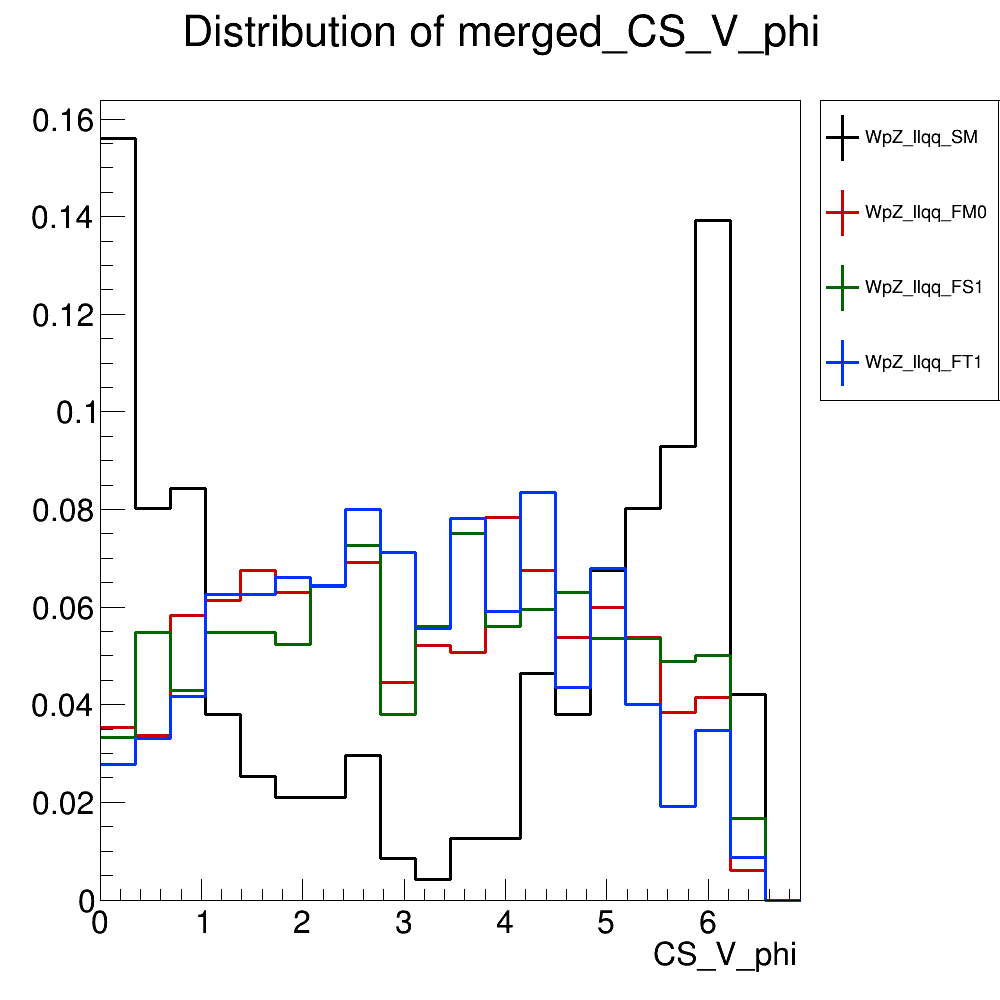 Distribution of merged_CS_V_phi
0.16
0.14
0.12
0.1
0.08
0.06
0.04
0.02
0
0 1 2 3 4 5 6
CS_V_phi
WpZ_llqq_SM
WpZ_llqq_FM0
WpZ_llqq_FS1
WpZ_llqq_FT1